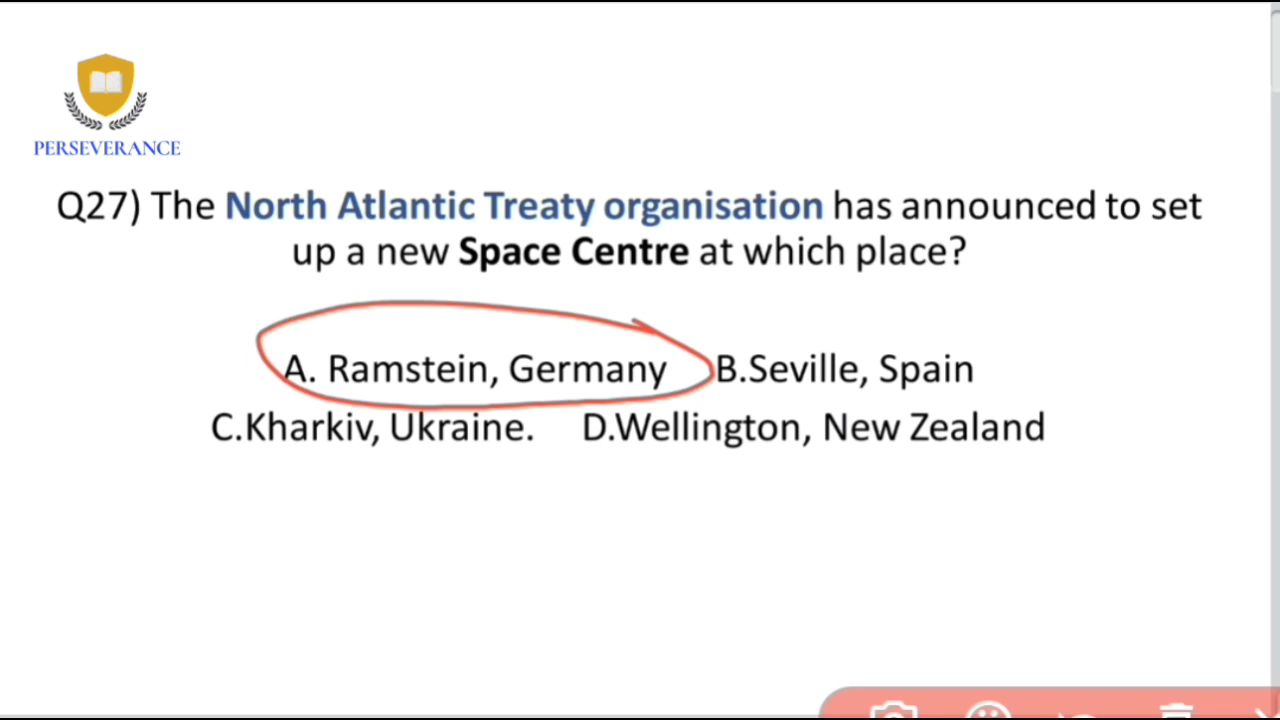 PERSEVERANCE
Q27) The North Atlantic Treaty organisation has announced to set
up a new Space Centre at which place?
A. Ramstein, Germany B.Seville, Spain
C.Kharkiv, Ukraine. D.Wellington, New Zealand